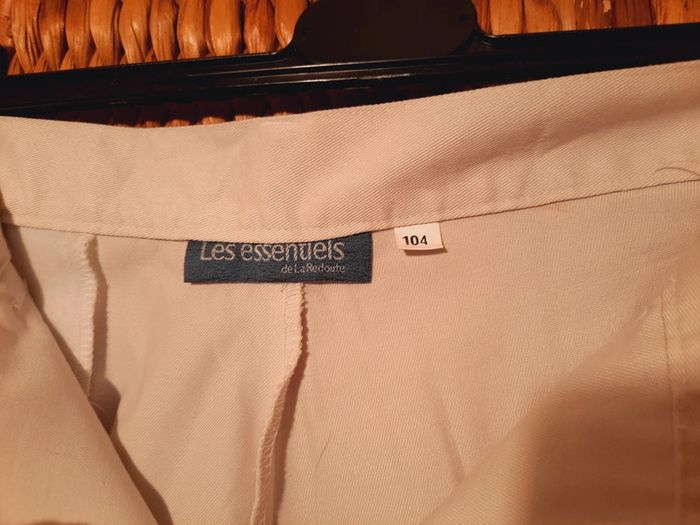 Les essentiels
de La Redoute
104